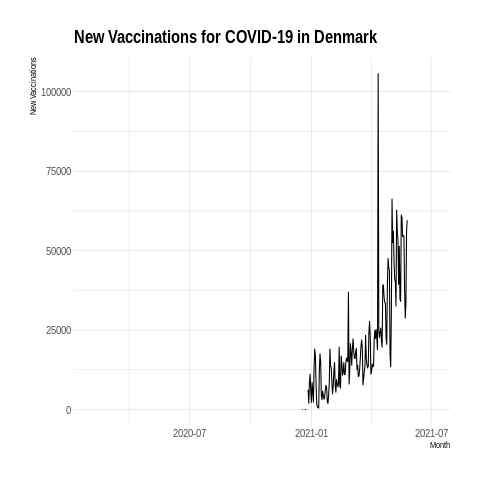 New Vaccinations for COVID-19 in Denmark
New Vaccinations
100000
75000
50000
25000
0
2020-07
2021-01
2021-07
Month